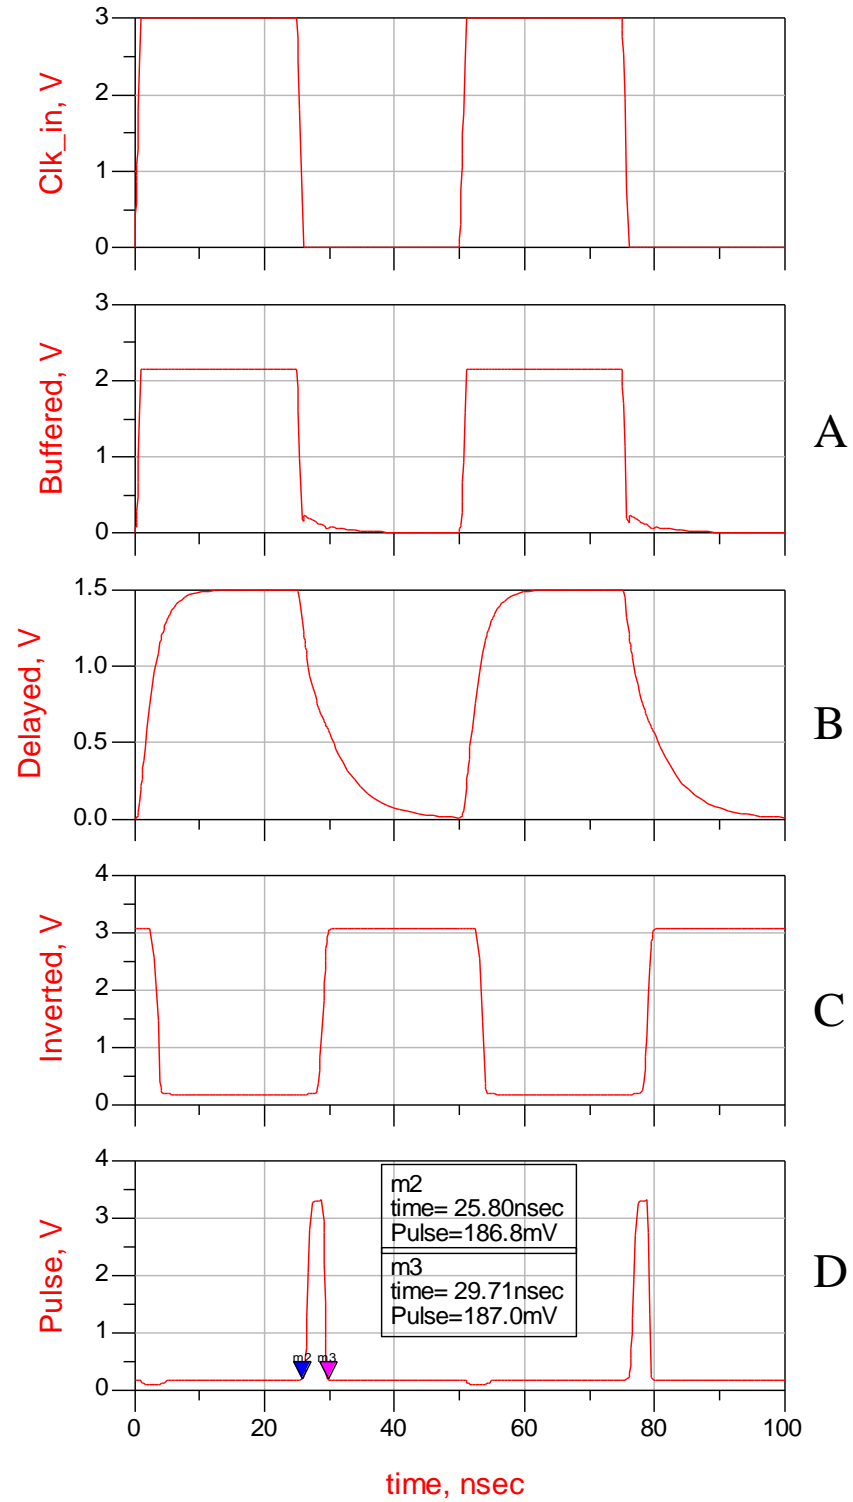 3
2
1
0
Clk_in, V
3
2
1
0
Buffered, V
A
1.5
1.0
0.5
0.0
Delayed, V
B
4
3
2
1
0
Inverted, V
C
4
3
2
1
0
Pulse, V
m2
time= 25.80nsec
Pulse=186.8mV
m3
time= 29.71nsec
Pulse=187.0mV
D
m2 m3
0 20 40 60 80 100
time, nsec